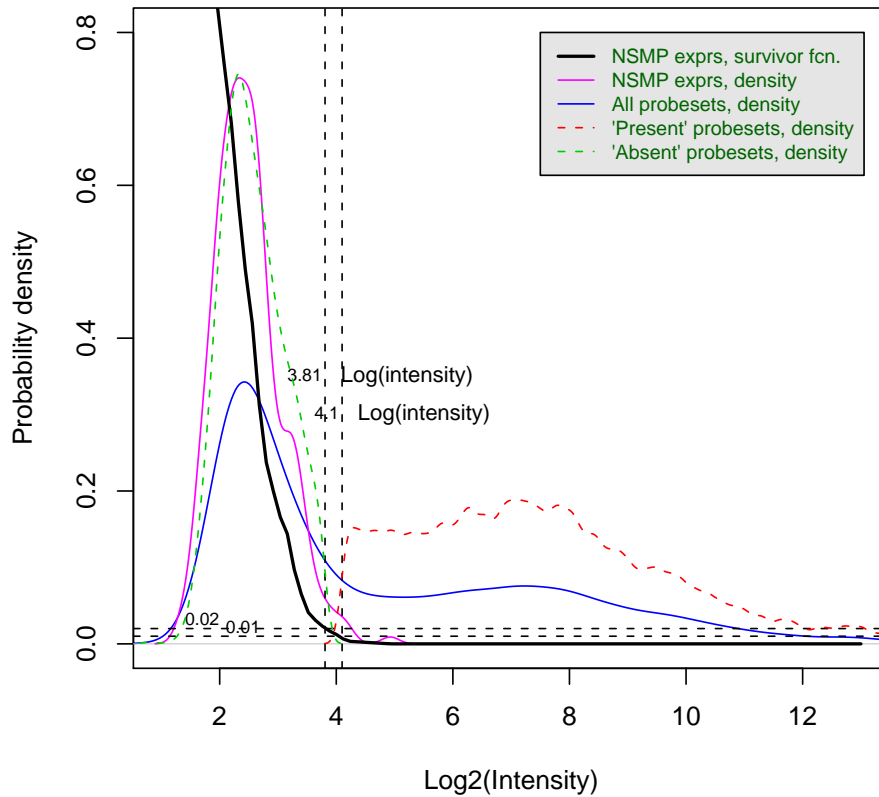 NSMP exprs, survivor fcn.
NSMP exprs, density
All probesets, density
'Present' probesets, density
'Absent' probesets, density
Probability density
0.8
0.6
0.4
0.2
0.0
3.81 Log(intensity)
4.1 Log(intensity)
0.02
0.01
2 4 6 8 10 12
Log2(Intensity)